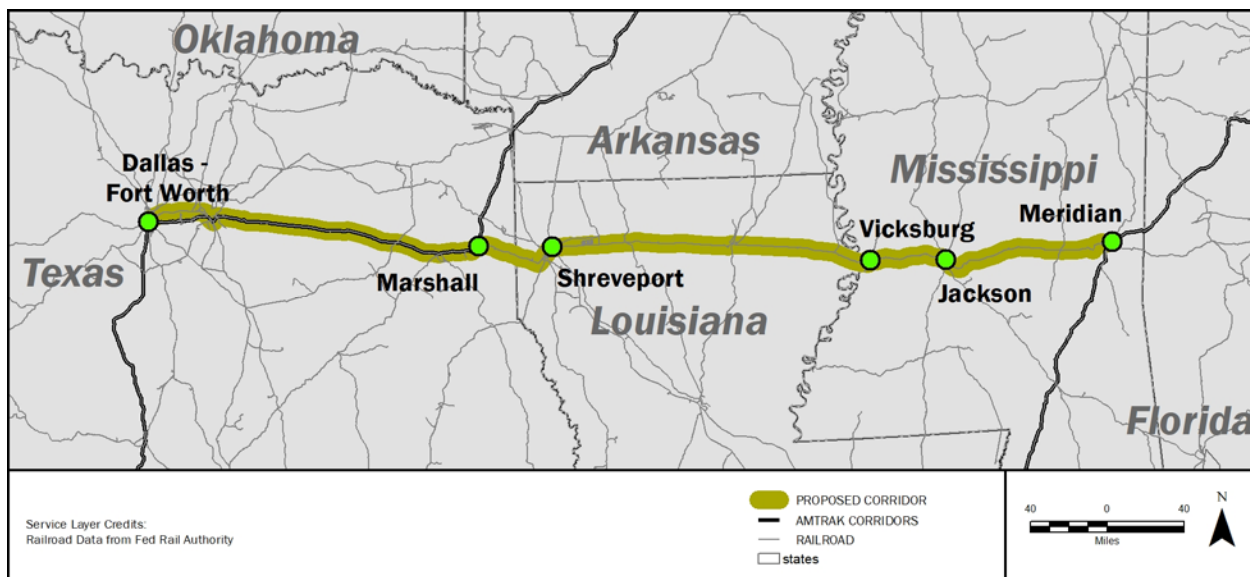 Oklahoma
Arkansas
Mississippi
Dallas -
Fort Worth
Meridian
Vicksburg
Texas
Marshall
Shreveport
Jackson
Louisiana
Florida
Service Layer Credits:
Railroad Data from Fed Rail Authority
PROPOSED CORRIDOR
AMTRAK CORRIDORS
RAILROAD
states
40 0 40
Miles
N